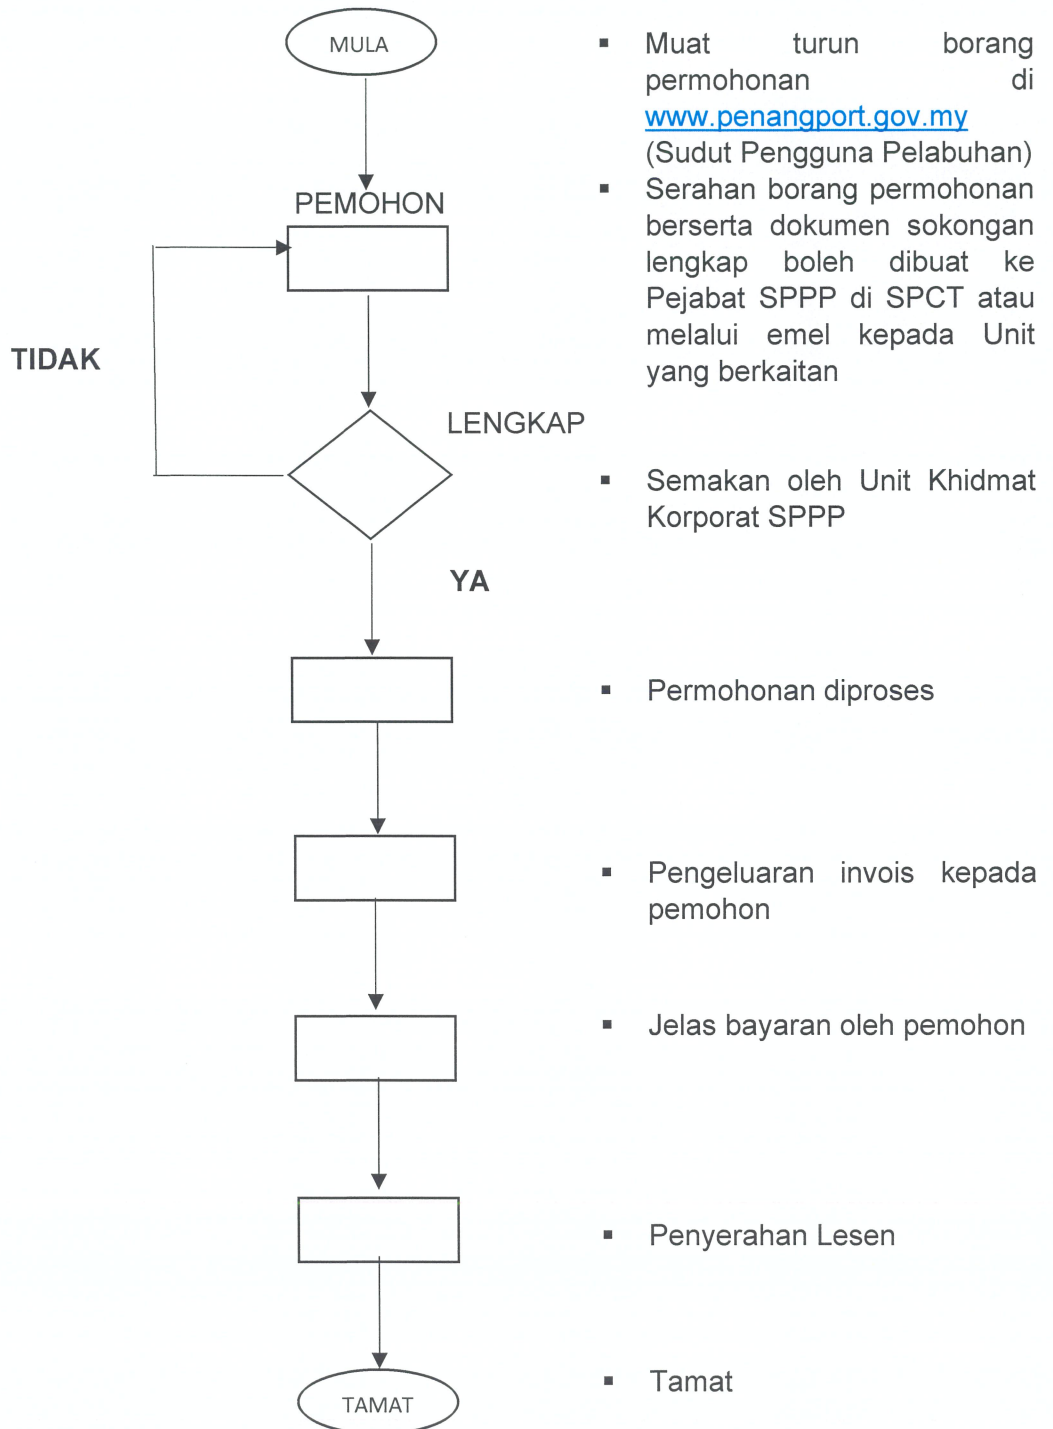 MULA
▪ Muat turun borang
permohonan di
www.penangport.gov.my
(Sudut Pengguna Pelabuhan)
PEMOHON
▪ Serahan borang permohonan
berserta dokumen sokongan
lengkap boleh dibuat ke
Pejabat SPPP di SPCT atau
melalui emel kepada Unit
yang berkaitan
TIDAK
LENGKAP
▪ Semakan oleh Unit Khidmat
Korporat SPPP
YA
▪ Permohonan diproses
▪ Pengeluaran invois kepada
pemohon
▪ Jelas bayaran oleh pemohon
▪ Penyerahan Lesen
TAMAT
▪ Tamat